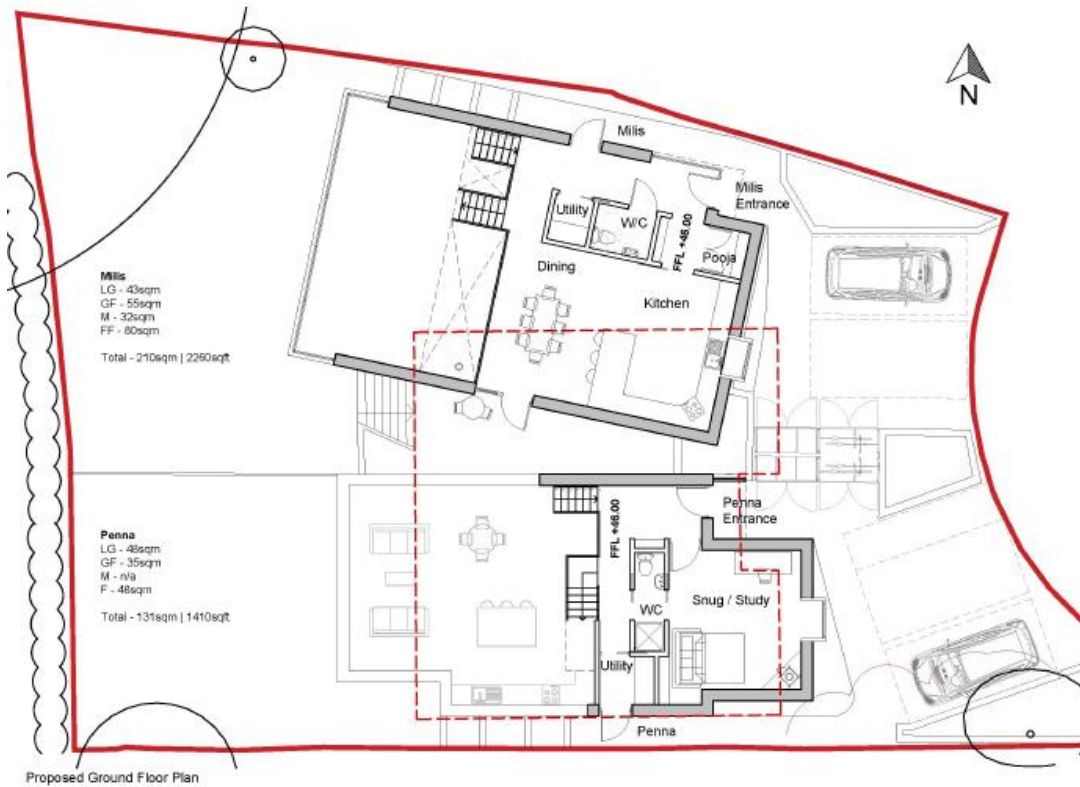 N
Milis
Milis
Entrance
Utility
W/C
FFL +46.00
Pooja
Dining
Kitchen
Milis
LG - 43sqm
GF - 55sqm
M - 32sqm
FF - 80sqm
Total - 210sqm | 2260sqft
Penna
Entrance
FFL +46.00
Penna
LG - 48sqm
GF - 35sqm
M - n/a
F - 48sqm
Total - 131sqm | 1410sqft
Snug / Study
WC
Utility
Penna
Proposed Ground Floor Plan